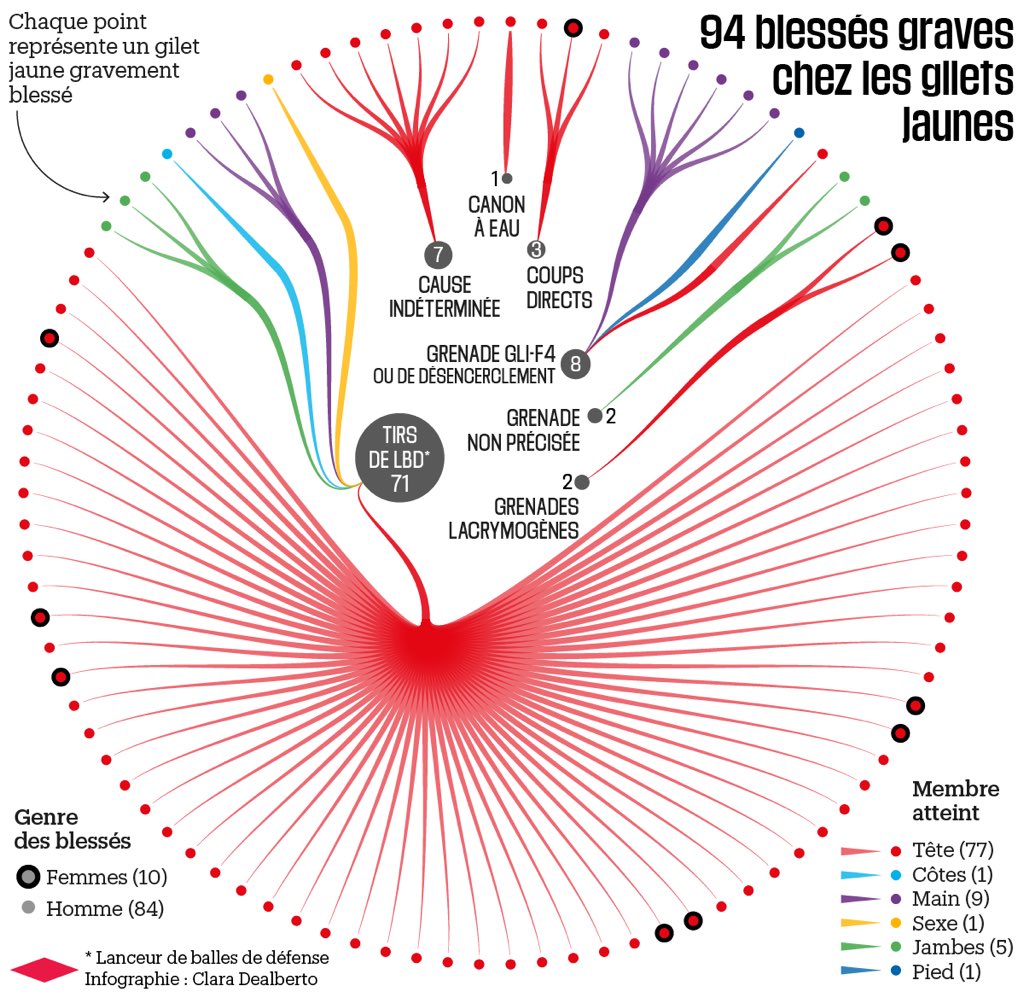 Chaque point
représente un gilet
jaune gravement
blessé
94 blessés graves
chez les gilets
jaunes
1
CANON
À EAU
7
CAUSE
INDÉTERMINÉE
3
COUPS
DIRECTS
GRENADE GLI-F4
OU DE DÉSENCERCLEMENT
8
GRENADE
NON PRÉCISÉE
2
TIRS
DE LBD*
71
2
GRENADES
LACRYMOGÈNES
Genre
des blessés
Femmes (10)
Homme (84)
* Lanceur de balles de défense
Infographie : Clara Dealberto
Membre
atteint
Tête (77)
Côtes (1)
Main (9)
Sexe (1)
Jambes (5)
Pied (1)